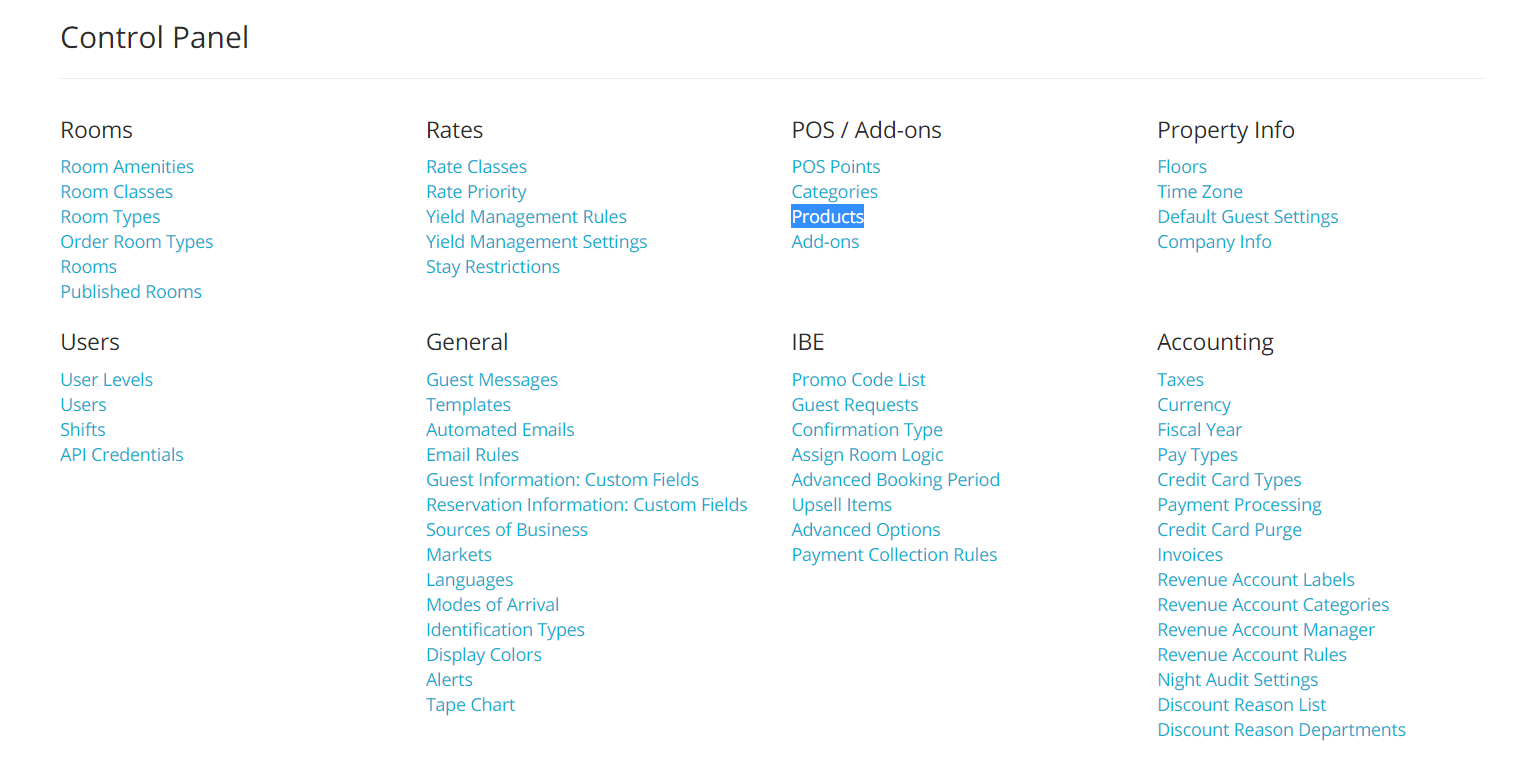 Control Panel
Rooms
Room Amenities
Room Classes
Room Types
Order Room Types
Rooms
Published Rooms
Rates
Rate Classes
Rate Priority
Yield Management Rules
Yield Management Settings
Stay Restrictions
POS / Add-ons
POS Points
Categories
Products
Add-ons
Property Info
Floors
Time Zone
Default Guest Settings
Company Info
Users
User Levels
Users
Shifts
API Credentials
General
Guest Messages
Templates
Automated Emails
Email Rules
Guest Information: Custom Fields
Reservation Information: Custom Fields
Sources of Business
Markets
Languages
Modes of Arrival
Identification Types
Display Colors
Alerts
Tape Chart
IBE
Promo Code List
Guest Requests
Confirmation Type
Assign Room Logic
Advanced Booking Period
Upsell Items
Advanced Options
Payment Collection Rules
Accounting
Taxes
Currency
Fiscal Year
Pay Types
Credit Card Types
Payment Processing
Credit Card Purge
Invoices
Revenue Account Labels
Revenue Account Categories
Revenue Account Manager
Revenue Account Rules
Night Audit Settings
Discount Reason List
Discount Reason Departments